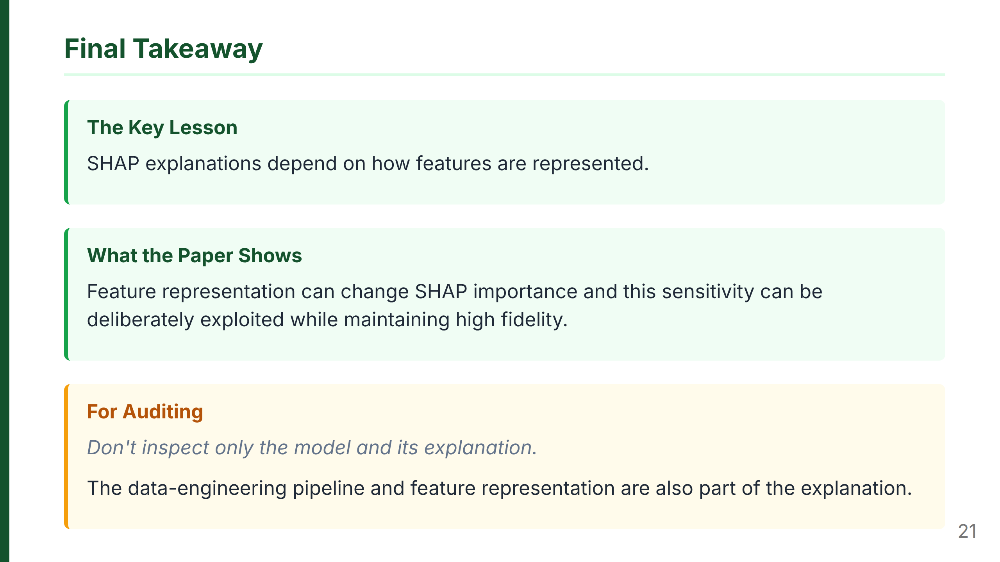 Final Takeaway
The Key Lesson
SHAP explanations depend on how features are represented.
What the Paper Shows
Feature representation can change SHAP importance and this sensitivity can be
deliberately exploited while maintaining high fidelity.
For Auditing
Don't inspect only the model and its explanation.
The data-engineering pipeline and feature representation are also part of the explanation.
21